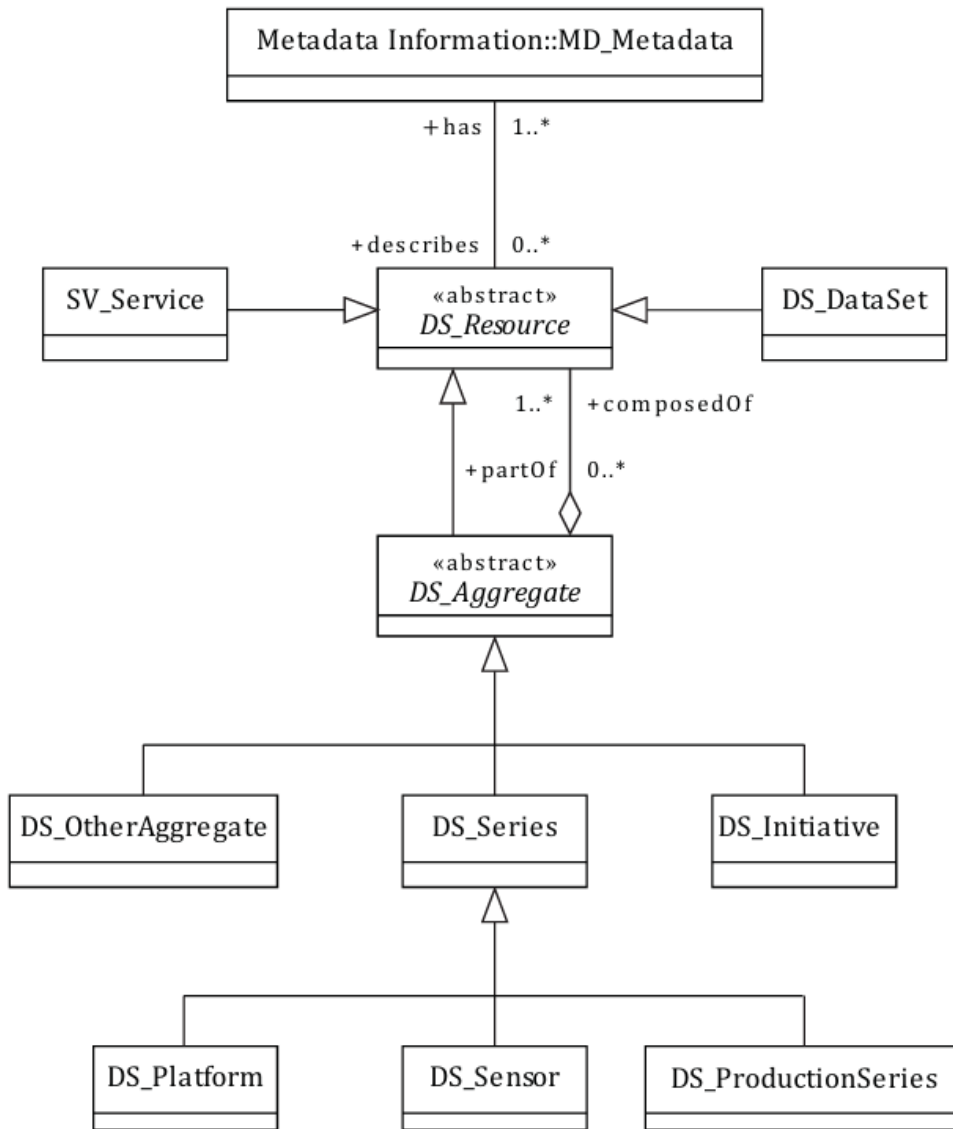 Metadata Information::MD_Metadata
+has 1..*
+describes 0..*
SV_Service
«abstract»
DS_Resource
DS_DataSet
1..* +composedOf
+partOf 0..*
«abstract»
DS_Aggregate
DS_OtherAggregate
DS_Series
DS_Initiative
DS_Platform
DS_Sensor
DS_ProductionSeries